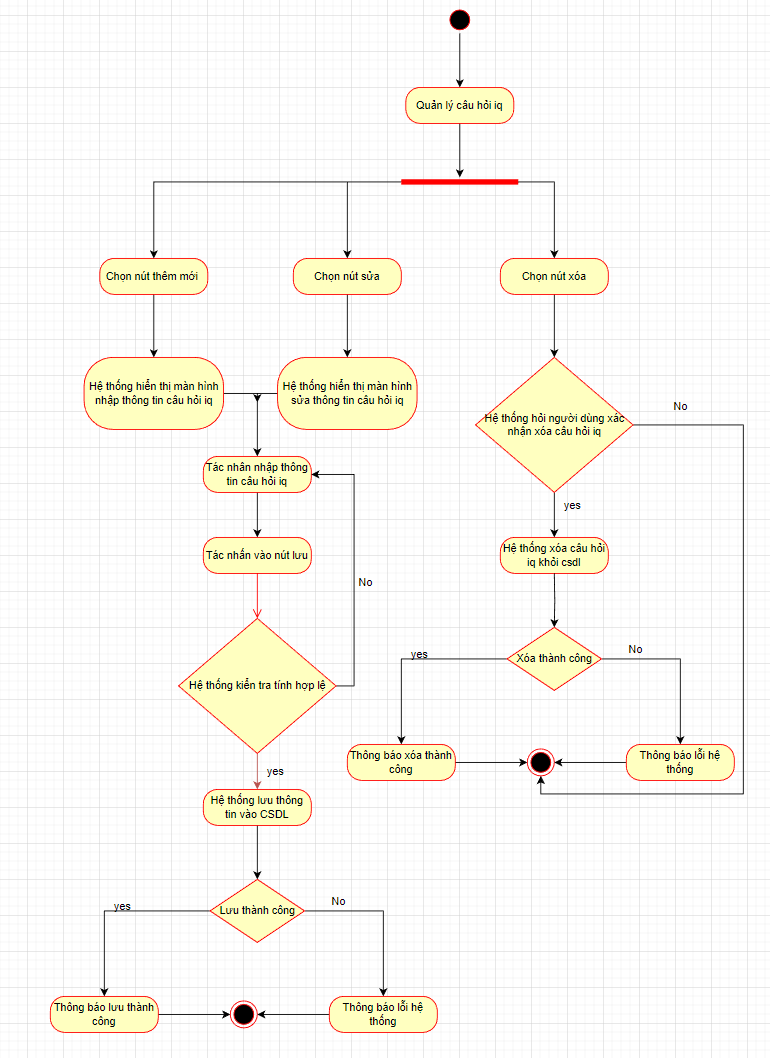 Quản lý câu hỏi iq
Chọn nút thêm mới
Chọn nút sửa
Chọn nút xóa
Hệ thống hiển thị màn hình
nhập thông tin câu hỏi iq
Hệ thống hiển thị màn hình
sửa thông tin câu hỏi iq
Hệ thống hỏi người dùng xác
nhận xóa câu hỏi iq
No
yes
Tác nhân nhập thông
tin câu hỏi iq
Tác nhấn vào nút lưu
No
Hệ thống xóa câu hỏi
iq khỏi csdl
Hệ thống kiển tra tính hợp lệ
yes
Xóa thành công
yes
No
Thông báo xóa thành
công
Thông báo lỗi hệ
thống
Hệ thống lưu thông
tin vào CSDL
Lưu thành công
yes
No
Thông báo lưu thành
công
Thông báo lỗi hệ
thống